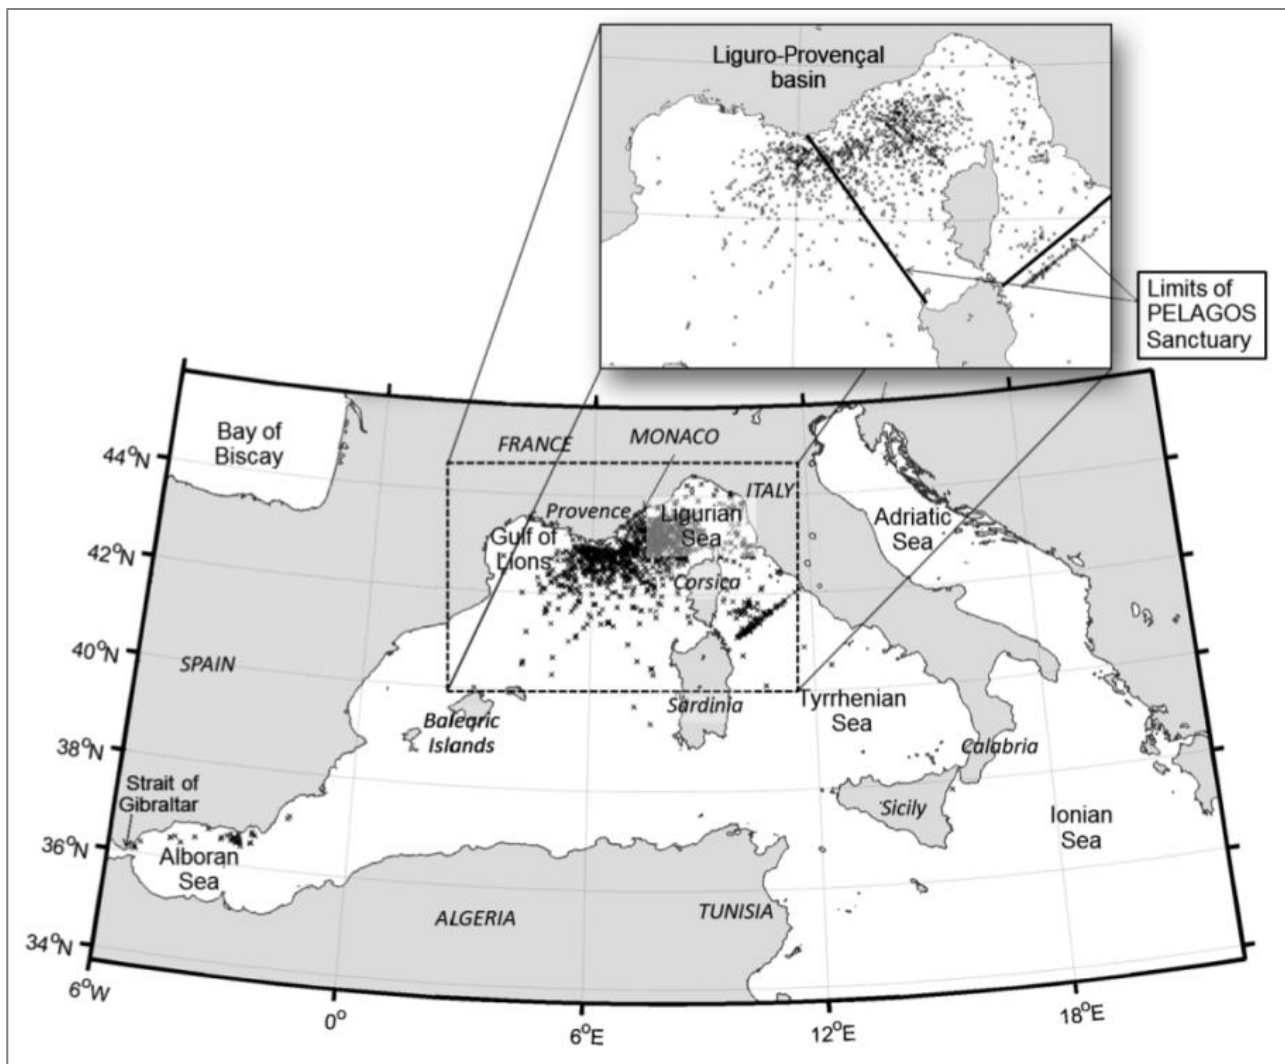 Liguro-Provençal
basin
Limits of
PELAGOS
Sanctuary
Bay of
Biscay
FRANCE
MONACO
ITALY
44°N
Provence
Ligurian
Sea
Adriatic
Sea
Gulf of
Lions
42°N
Corsica
40°N
SPAIN
Sardinia
Tyrrhenian
Sea
Balearic
Islands
Calabria
38°N
Strait of
Gibraltar
Sicily
Ionian
Sea
36°N
Alboran
Sea
ALGERIA
TUNISIA
34°N
6°W
0°
6°E
12°E
18°E